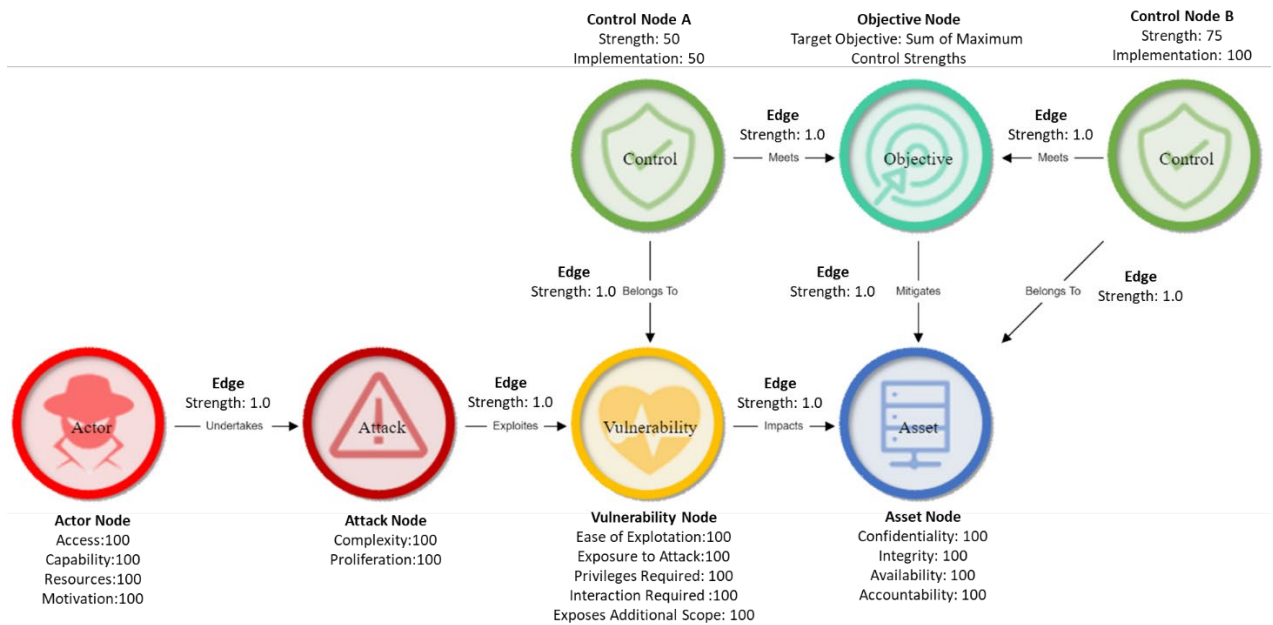 Control Node A
Strength: 50
Implementation: 50
Objective Node
Target Objective: Sum of Maximum
Control Strengths
Control Node B
Strength: 75
Implementation: 100
Control
Edge
Strength: 1.0
Meets
Objective
Edge
Strength: 1.0
Meets
Control
Edge
Strength: 1.0
Belongs To
Edge
Strength: 1.0
Mitigates
Belongs To
Edge
Strength: 1.0
Actor
Edge
Strength: 1.0
Undertakes
Attack
Edge
Strength: 1.0
Exploites
Vulnerability
Edge
Strength: 1.0
Impacts
Asset
Actor Node
Access:100
Capability:100
Resources:100
Motivation:100
Attack Node
Complexity:100
Proliferation:100
Vulnerability Node
Ease of Explotation:100
Exposure to Attack:100
Privileges Required: 100
Interaction Required :100
Exposes Additional Scope: 100
Asset Node
Confidentiality: 100
Integrity: 100
Availability: 100
Accountability: 100